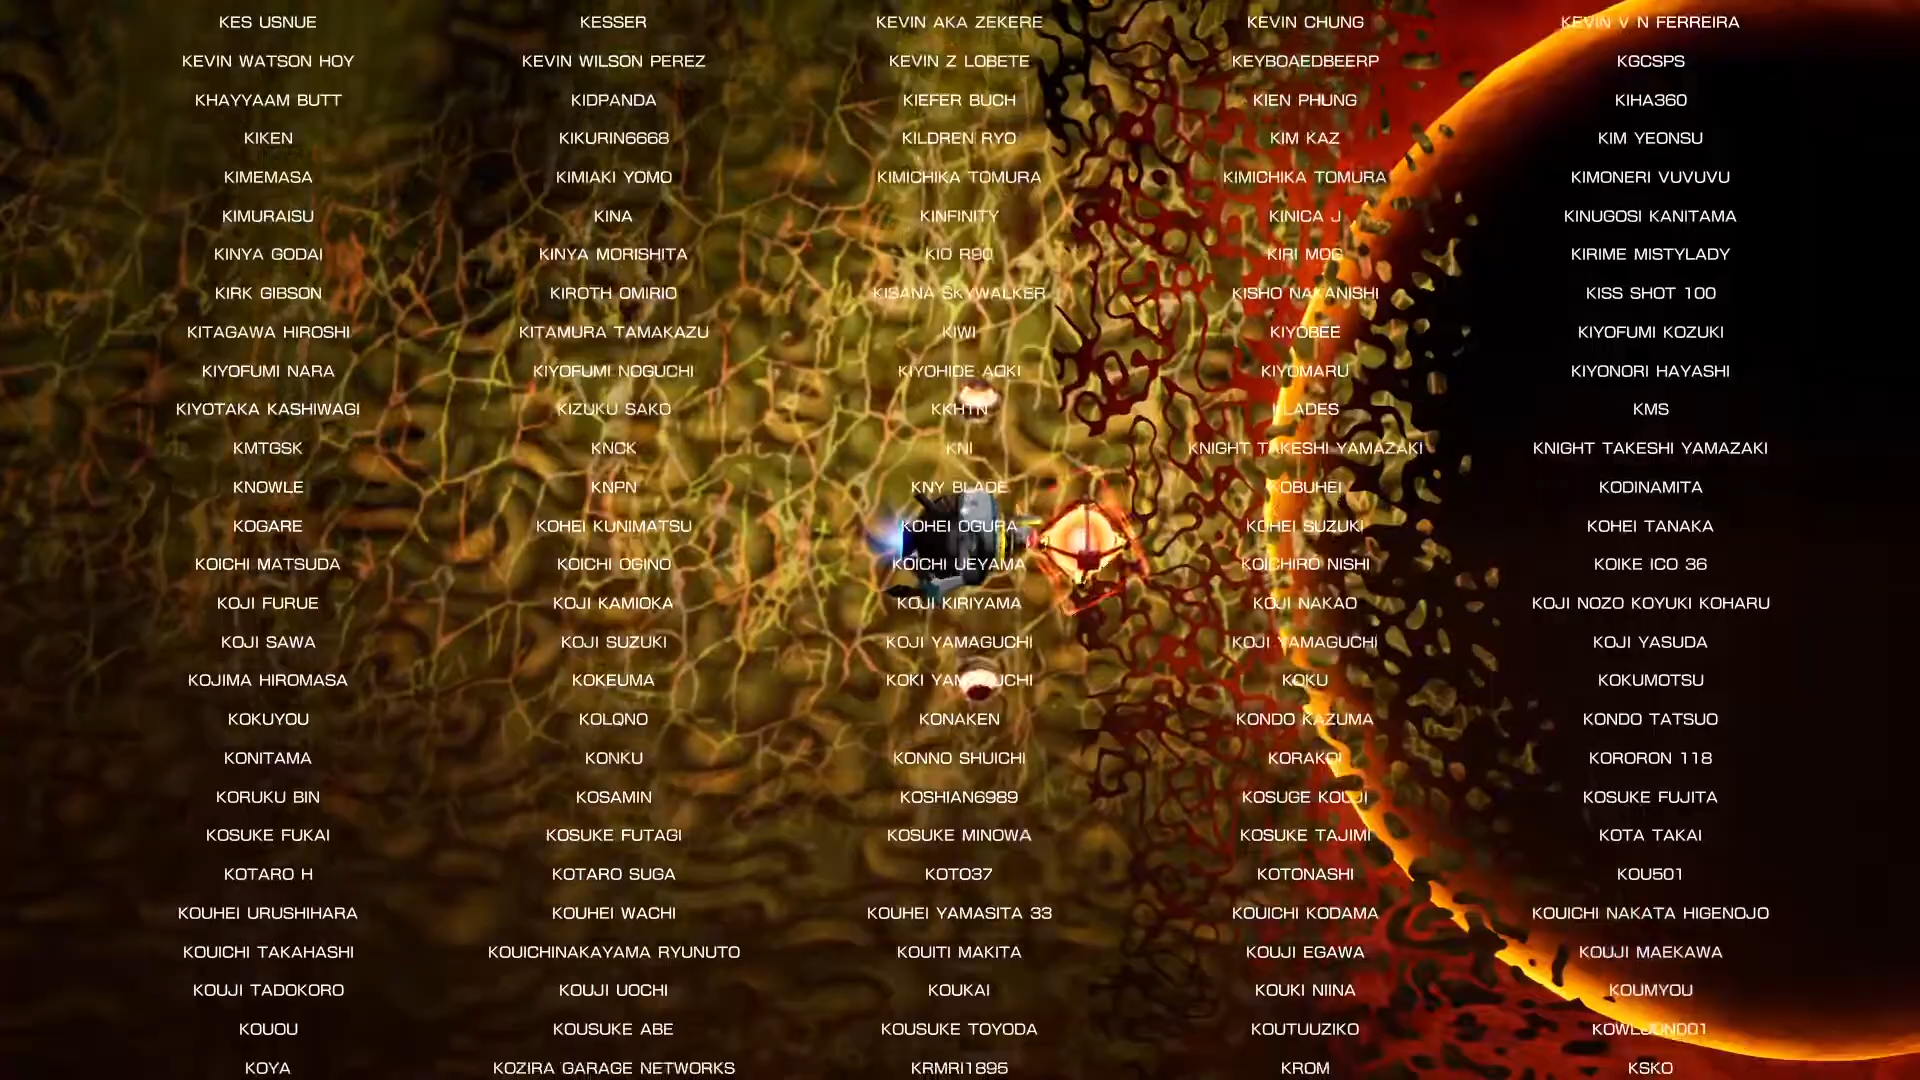 KES USNUE KESSER KEVIN AKA ZEKERE KEVIN CHUNG KEVIN V N FERREIRA
KEVIN WATSON HOY KEVIN WILSON PEREZ KEVIN Z LOBETE KEYBOAEDBEERP KGCSPS
KHAYYAAM BUTT KIDPANDA KIEFER BUCH KIEN PHUNG KIHA360
KIKEN KIKURIN6668 KILDREN RYO KIM KAZ KIM YEONSU
KIMEMASA KIMIAKI YOMO KIMICHIKA TOMURA KIMICHIKA TOMURA KIMONERI VUVUVU
KIMURAISU KINA KINFINITY KINICA J KINUGOSI KANITAMA
KINYA GODAI KINYA MORISHITA KIO R90 KIRI MOG KIRIME MISTYLADY
KIRK GIBSON KIROTH OMIRIO KISANA SKYWALKER KISHO NAKANISHI KISS SHOT 100
KITAGAWA HIROSHI KITAMURA TAMAKAZU KIWI KIYOBEE KIYOFUMI KOZUKI
KIYOFUMI NARA KIYOFUMI NOGUCHI KIYOHIDE AOKI KIYOMARU KIYONORI HAYASHI
KIYOTAKA KASHIWAGI KIZUKU SAKO KKHTN KLADES KMS
KMTGSK KNCK KNI KNIGHT TAKESHI YAMAZAKI KNIGHT TAKESHI YAMAZAKI
KNOWLE KNPN KNY BLADE KOBUHEI KODINAMITA
KOGARE KOHEI KUNIMATSU KOHEI OGURA KOHEI SUZUKI KOHEI TANAKA
KOICHI MATSUDA KOICHI OGINO KOICHI UEYAMA KOICHIRO NISHI KOIKE ICO 36
KOJI FURUE KOJI KAMIOKA KOJI KIRIYAMA KOJI NAKAO KOJI NOZO KOYUKI KOHARU
KOJI SAWA KOJI SUZUKI KOJI YAMAGUCHI KOJI YAMAGUCHI KOJI YASUDA
KOJIMA HIROMASA KOKEUMA KOKI YAMAGUCHI KOKU KOKUMOTSU
KOKUYOU KOLQNO KONAKEN KONDO KAZUMA KONDO TATSUO
KONITAMA KONKU KONNO SHUICHI KORAKOI KORORON 118
KORUKU BIN KOSAMIN KOSHIAN6989 KOSUGE KOUJI KOSUKE FUJITA
KOSUKE FUKAI KOSUKE FUTAGI KOSUKE MINOWA KOSUKE TAJIMI KOTA TAKAI
KOTARO H KOTARO SUGA KOTO37 KOTONASHI KOU501
KOUHEI URUSHIHARA KOUHEI WACHI KOUHEI YAMASITA 33 KOUICHI KODAMA KOUICHI NAKATA HIGENOJO
KOUICHI TAKAHASHI KOUICHINAKAYAMA RYUNUTO KOUITI MAKITA KOUJI EGAWA KOUJI MAEKAWA
KOUJI TADOKORO KOUJI UOCHI KOUKAI KOUKI NIINA KOUMYOU
KOUOU KOUSUKE ABE KOUSUKE TOYODA KOUTUUZIKO
KOYA KOZIRA GARAGE NETWORKS KRMRI1895 KROM KSKO